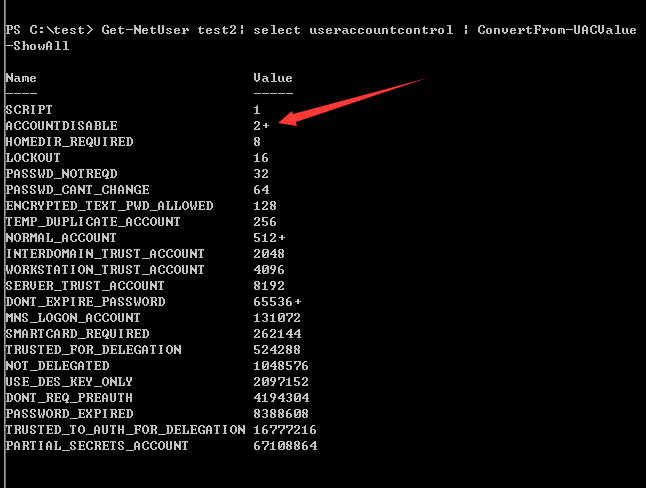 PS C:\test> Get-NetUser test2| select useraccountcontrol | ConvertFrom-UACValue
-ShowAll
Name Value
---- -----
SCRIPT 1
ACCOUNTDISABLE 2+
HOMEDIR_REQUIRED 8
LOCKOUT 16
PASSWD_NOTREQD 32
PASSWD_CANT_CHANGE 64
ENCRYPTED_TEXT_PWD_ALLOWED 128
TEMP_DUPLICATE_ACCOUNT 256
NORMAL_ACCOUNT 512+
INTERDOMAIN_TRUST_ACCOUNT 2048
WORKSTATION_TRUST_ACCOUNT 4096
SERVER_TRUST_ACCOUNT 8192
DONT_EXPIRE_PASSWORD 65536+
MNS_LOGON_ACCOUNT 131072
SMARTCARD_REQUIRED 262144
TRUSTED_FOR_DELEGATION 524288
NOT_DELEGATED 1048576
USE_DES_KEY_ONLY 2097152
DONT_REQ_PREAUTH 4194304
PASSWORD_EXPIRED 8388608
TRUSTED_TO_AUTH_FOR_DELEGATION 16777216
PARTIAL_SECRETS_ACCOUNT 67108864